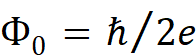 Φ₀ = ℏ/2e